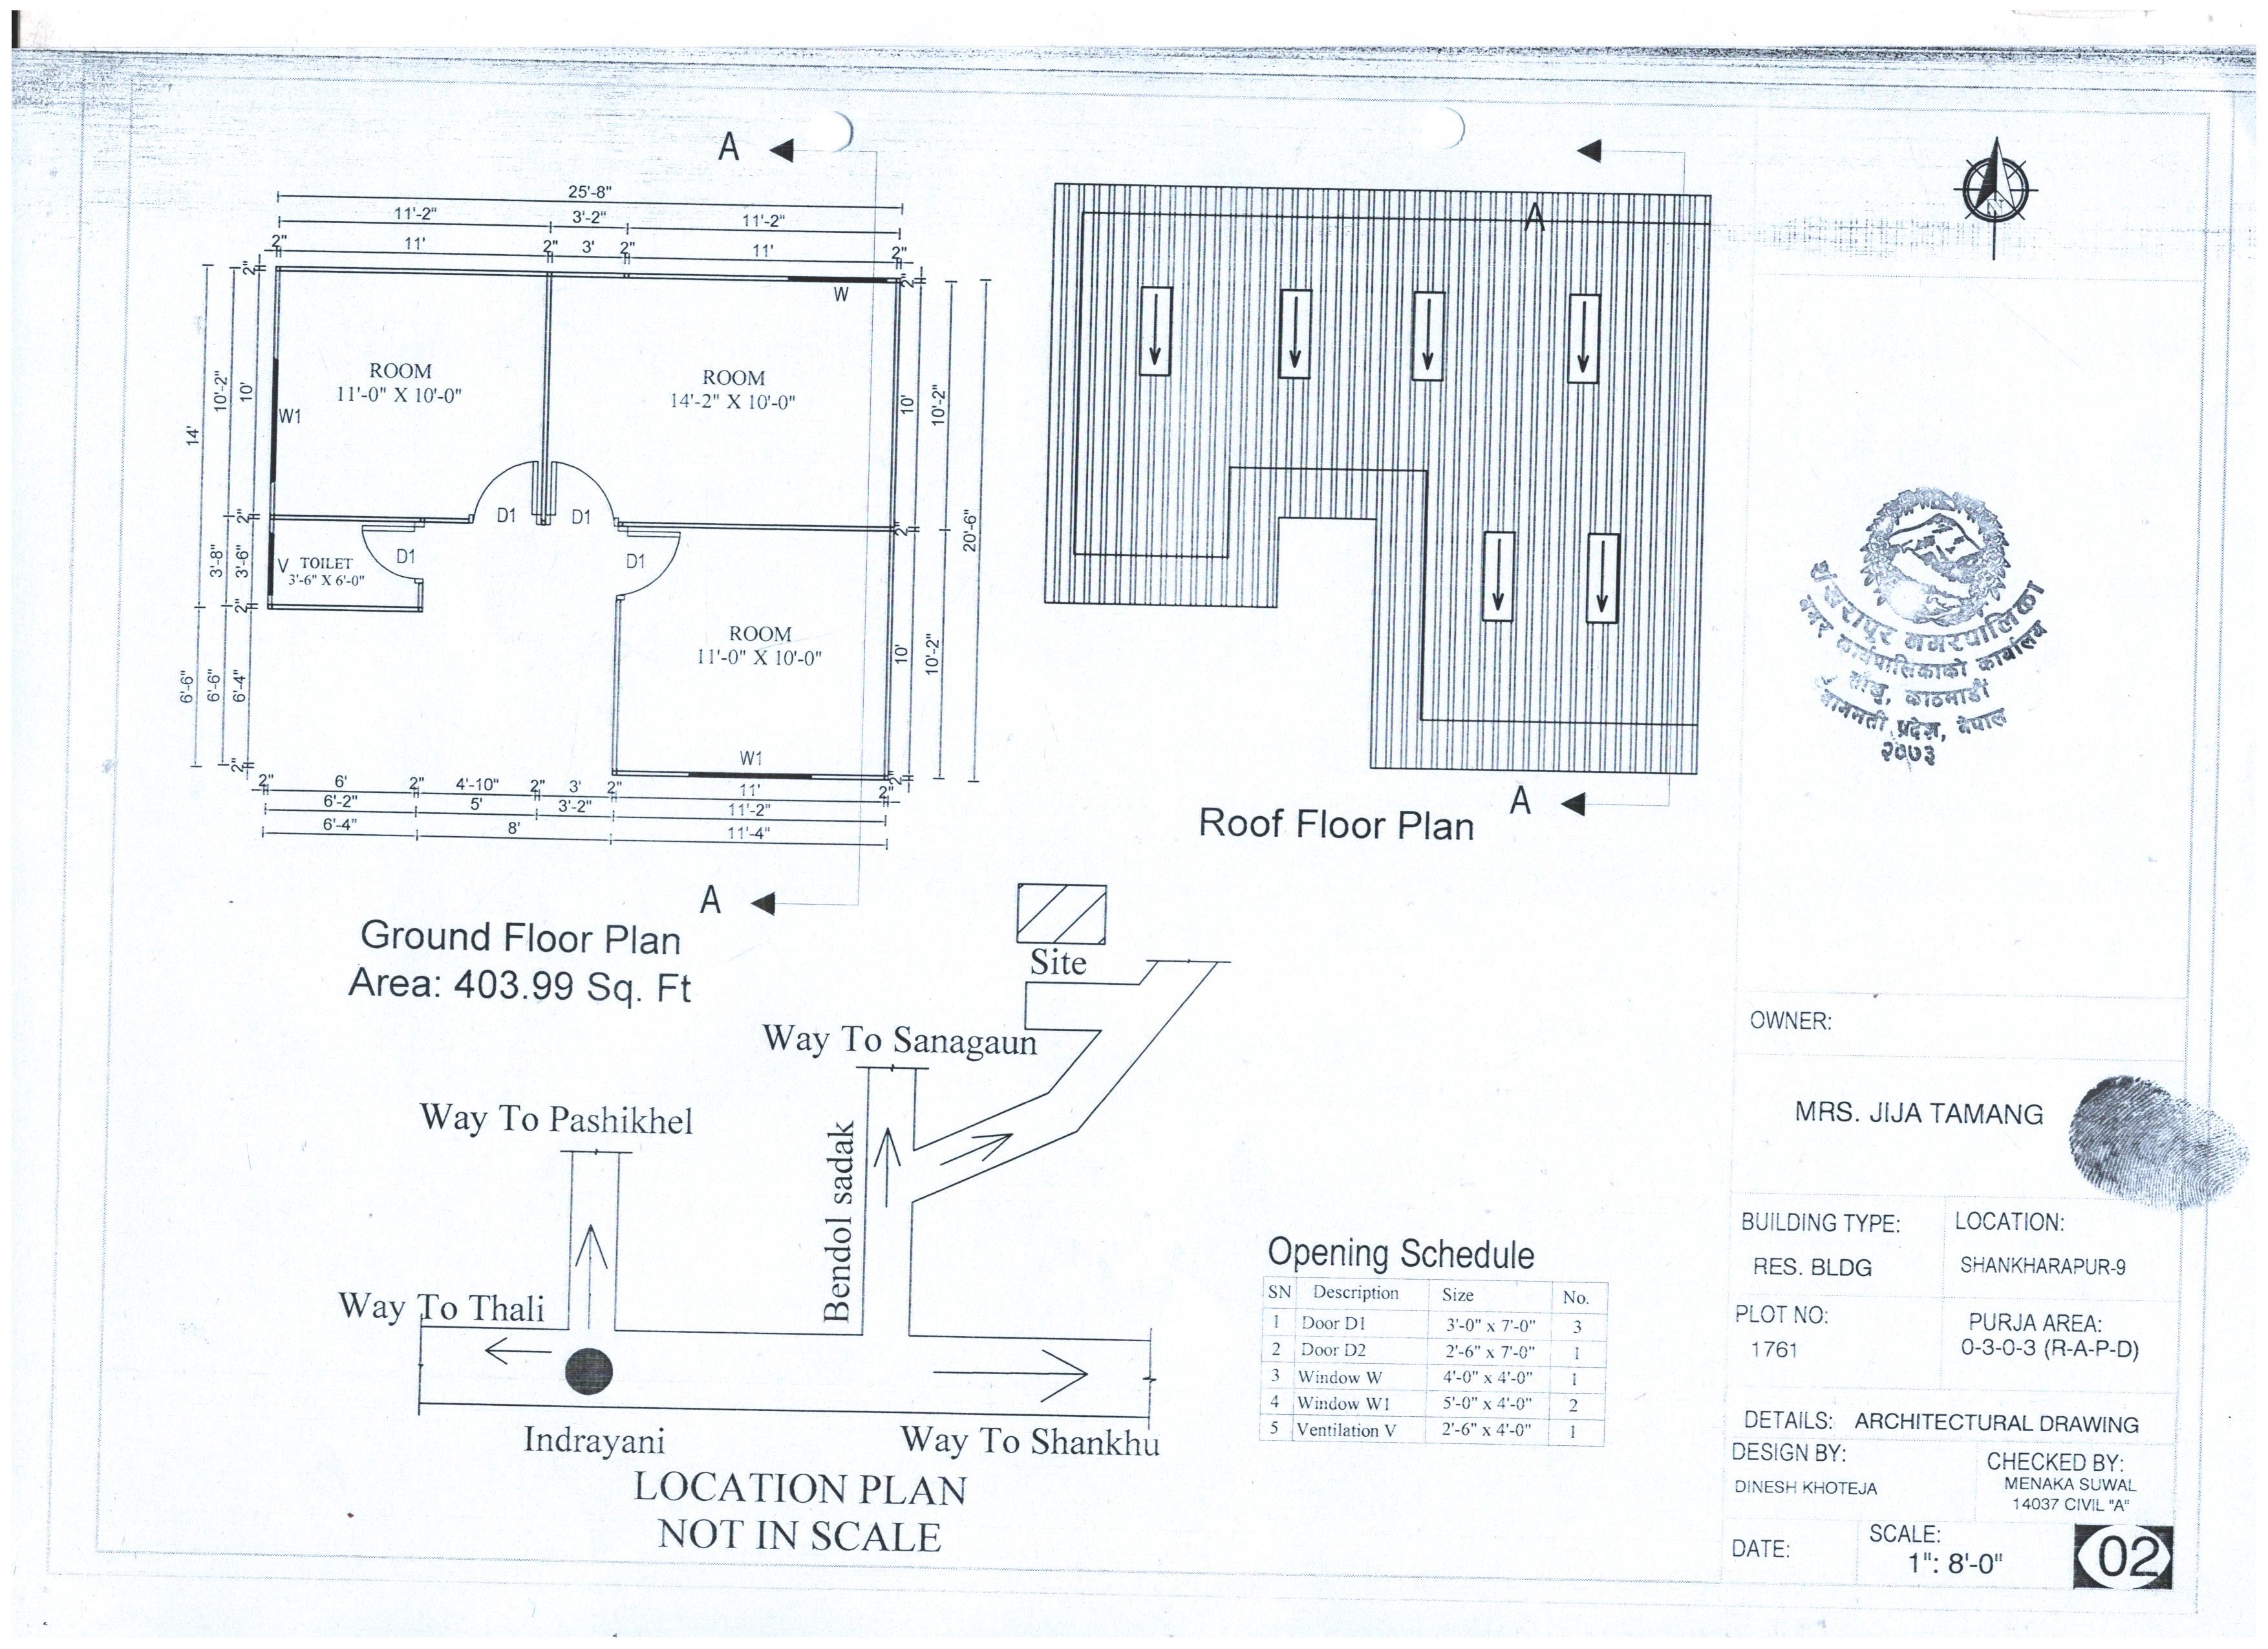 A
25'-8"
11'-2" 3'-2" 11'-2"
2" 11' 2" 3' 2" 11' 2"
2" 2"
W
ROOM
11'-0" X 10'-0"
ROOM
14'-2" X 10'-0"
W1
14'
10'-2"
10'
10'
10'-2"
20'-6"
D1 D1
2" 2"
D1 D1
V TOILET
3'-6" X 6'-0"
3'-8"
3'-6"
2"
ROOM
11'-0" X 10'-0"
6'-6"
6'-6"
6'-4"
10'
10'-2"
W1
2" 2"
2" 6' 2" 4'-10" 2" 3' 2" 11' 2"
6'-2" 5' 3'-2" 11'-2"
6'-4" 8' 11'-4"
A
Ground Floor Plan
Area: 403.99 Sq. Ft
A
A
Roof Floor Plan
Site
Way To Sanagaun
Way To Pashikhel
Bendol sadak
Way To Thali
Indrayani
Way To Shankhu
LOCATION PLAN
NOT IN SCALE
Opening Schedule
SN Description Size No.
1 Door D1 3'-0" x 7'-0" 3
2 Door D2 2'-6" x 7'-0" 1
3 Window W 4'-0" x 4'-0" 1
4 Window W1 5'-0" x 4'-0" 2
5 Ventilation V 2'-6" x 4'-0" 1
N
शंखरापुर नगरपालिका
नगर कार्यपालिकाको कार्यालय
साँखु, काठमाडौं
बागमती प्रदेश, नेपाल
२०७३
OWNER:
MRS. JIJA TAMANG
BUILDING TYPE:
RES. BLDG
LOCATION:
SHANKHARAPUR-9
PLOT NO:
1761
PURJA AREA:
0-3-0-3 (R-A-P-D)
DETAILS: ARCHITECTURAL DRAWING
DESIGN BY:
DINESH KHOTEJA
CHECKED BY:
MENAKA SUWAL
14037 CIVIL "A"
DATE:
SCALE:
1": 8'-0"
02